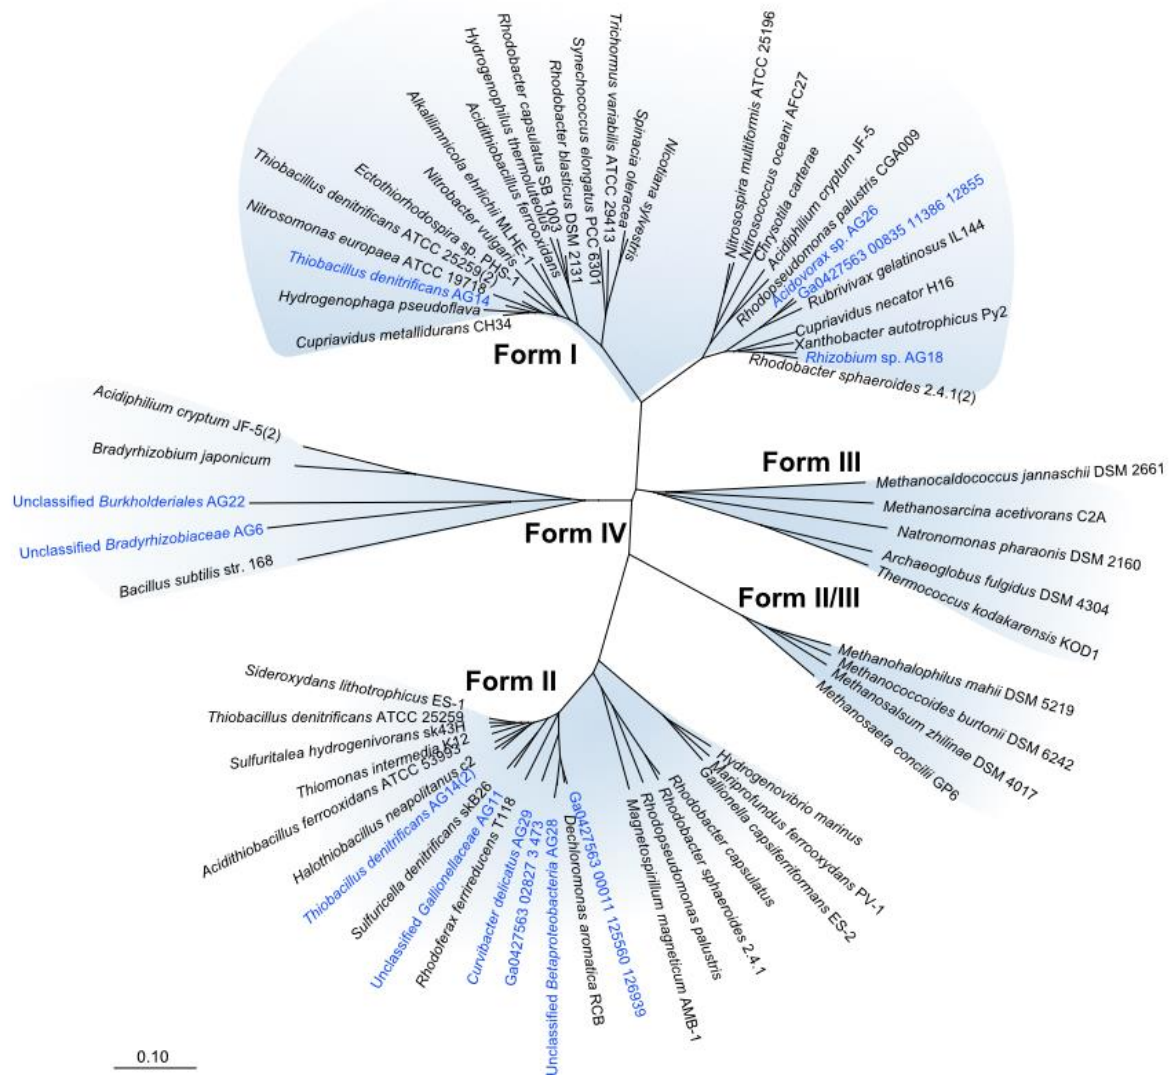 Cupriavidus metallidurans CH34
Hydrogenophaga pseudoflava
Thiobacillus denitrificans AG14
Nitrosomonas europaea ATCC 19718
Thiobacillus denitrificans ATCC 25259(2)
Ectothiorhodospira sp. PHS-1
Nitrobacter vulgaris
Alkalilimnicola ehrlichii MLHE-1
Acidithiobacillus ferrooxidans
Hydrogenophilus thermoluteolus
Rhodobacter capsulatus SB 1003
Rhodobacter blasticus DSM 2131
Synechococcus elongatus PCC 6301
Trichormus variabilis ATCC 29413
Spinacia oleracea
Nicotiana sylvestris
Nitrosospira multiformis ATCC 25196
Nitrosococcus oceani AFC27
Chrysotila carterae
Acidiphilium cryptum JF-5
Rhodopseudomonas palustris CGA009
Acidovorax sp. AG26
Ga0427563 00835 11386 12855
Rubrivivax gelatinosus IL144
Cupriavidus necator H16
Xanthobacter autotrophicus Py2
Rhizobium sp. AG18
Rhodobacter sphaeroides 2.4.1(2)
Form I
Form III
Methanocaldococcus jannaschii DSM 2661
Methanosarcina acetivorans C2A
Natronomonas pharaonis DSM 2160
Archaeoglobus fulgidus DSM 4304
Thermococcus kodakarensis KOD1
Form IV
Acidiphilium cryptum JF-5(2)
Bradyrhizobium japonicum
Unclassified Burkholderiales AG22
Unclassified Bradyrhizobiaceae AG6
Bacillus subtilis str. 168
Form II/III
Methanohalophilus mahii DSM 5219
Methanococcoides burtonii DSM 6242
Methanosalsum zhilinae DSM 4017
Methanosaeta concilii GP6
Form II
Sideroxydans lithotrophicus ES-1
Thiobacillus denitrificans ATCC 25259
Sulfuritalea hydrogenivorans sk43H
Thiomonas intermedia K12
Acidithiobacillus ferrooxidans ATCC 53993
Halothiobacillus neapolitanus c2
Thiobacillus denitrificans AG14(2)
Sulfuricella denitrificans skB26
Unclassified Gallionellaceae AG11
Rhodoferax ferrireducens T118
Curvibacter delicatus AG29
Ga0427563 02827 3 473
Unclassified Betaproteobacteria AG28
Dechloromonas aromatica RCB
Ga0427563 00011 125560 126939
Magnetospirillum magneticum AMB-1
Rhodopseudomonas palustris
Rhodobacter sphaeroides 2.4.1
Rhodobacter capsulatus
Gallionella capsiferriformans ES-2
Mariprofundus ferrooxydans PV-1
Hydrogenovibrio marinus
0.10